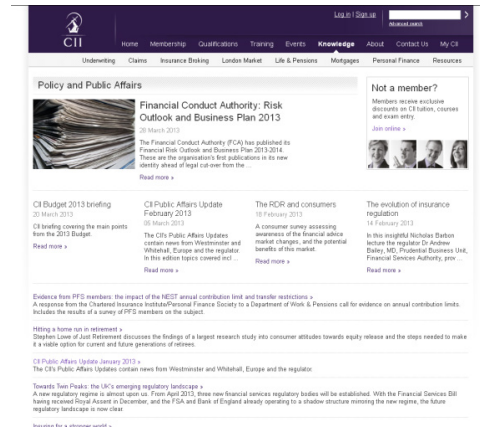 Log in | Sign up
Advanced search
CII
Home Membership Qualifications Training Events Knowledge About Contact Us My CII
Underwriting Claims Insurance Broking London Market Life & Pensions Mortgages Personal Finance Resources
Policy and Public Affairs
Financial Conduct Authority: Risk
Outlook and Business Plan 2013
28 March 2013
The Financial Conduct Authority (FCA) has published its
Financial Risk Outlook and Business Plan 2013-2014.
These are the organisation's first publications in its new
identity ahead of legal cut-over from the ...
Read more »
Not a member?
Members receive exclusive
discounts on CII tuition, courses
and exam entry.
Join online »
CII Budget 2013 briefing
20 March 2013
CII briefing covering the main points
from the 2013 Budget.
Read more »
CII Public Affairs Update
February 2013
05 March 2013
The CII's Public Affairs Updates
contain news from Westminster and
Whitehall, Europe and the regulator.
In this edition topics covered incl ...
Read more »
The RDR and consumers
18 February 2013
A consumer survey assessing
awareness of the financial advice
market changes, and the potential
benefits of this market.
Read more »
The evolution of insurance
regulation
14 February 2013
In this insightful Nicholas Barbon
lecture the regulator Dr Andrew
Bailey, MD, Prudential Business Unit,
Financial Services Authority, prov ...
Read more »
Evidence from PFS members: the impact of the NEST annual contribution limit and transfer restrictions »
A response from the Chartered Insurance Institute/Personal Finance Society to a Department of Work & Pensions call for evidence on annual contribution limits.
Includes the results of a survey of PFS members on the subject.
Hitting a home run in retirement »
Stephen Lowe of Just Retirement discusses the findings of a largest research study into consumer attitudes towards equity release and the steps needed to make
it a viable option for current and future generations of retirees.
CII Public Affairs Update January 2013 »
The CII's Public Affairs Updates contain news from Westminster and Whitehall, Europe and the regulator.
Towards Twin Peaks: the UK's emerging regulatory landscape »
A new regulatory regime is almost upon us. From April 2013, three new financial services regulatory bodies will be established. With the Financial Services Bill
having received Royal Assent in December, and the FSA and Bank of England already operating to a shadow structure mirroring the new regime, the future
regulatory landscape is now clear.
Insuring for a stronger world »